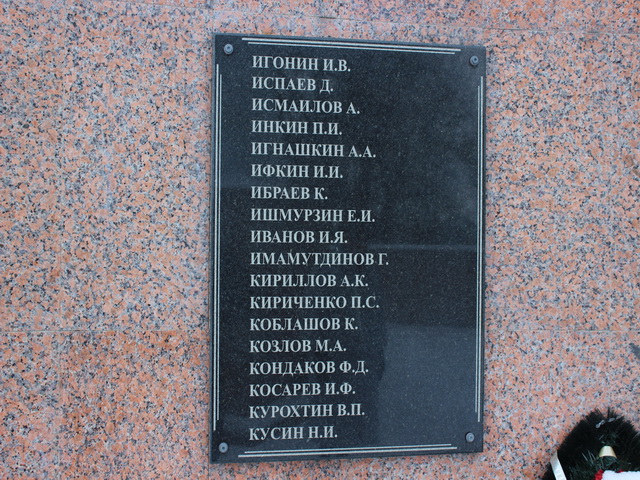 ИГОНИН И.В.
ИСПАЕВ Д.
ИСМАИЛОВ А.
ИНКИН П.И.
ИГНАШКИН А.А.
ИФКИН И.И.
ИБРАЕВ К.
ИШМУРЗИН Е.И.
ИВАНОВ И.Я.
ИМАМУТДИНОВ Г.
КИРИЛЛОВ А.К.
КИРИЧЕНКО П.С.
КОБЛАШОВ К.
КОЗЛОВ М.А.
КОНДАКОВ Ф.Д.
КОСАРЕВ И.Ф.
КУРОХТИН В.П.
КУСИН Н.И.